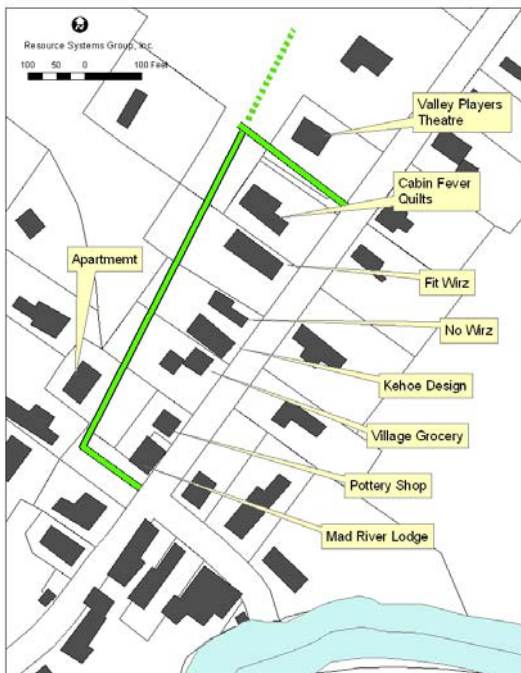 Resource Systems Group, Inc.
100 50 0 100 Feet
Valley Players
Theatre
Cabin Fever
Quilts
Apartmemt
Fit Wirz
No Wirz
Kehoe Design
Village Grocery
Pottery Shop
Mad River Lodge